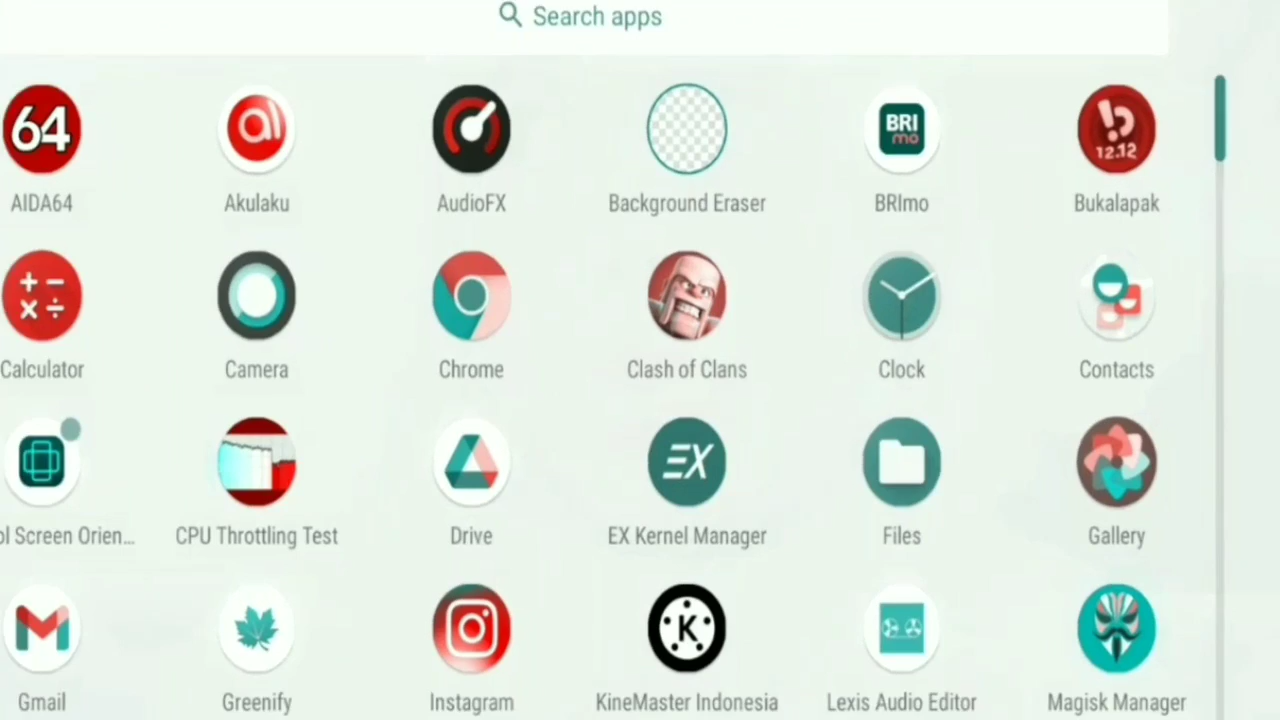 Search apps
64
BRI
mo
12.12
AIDA64
Akulaku
AudioFX
Background Eraser
BRImo
Bukalapak
Calculator
Camera
Chrome
Clash of Clans
Clock
Contacts
EX
ol Screen Orien...
CPU Throttling Test
Drive
EX Kernel Manager
Files
Gallery
K
Gmail
Greenify
Instagram
KineMaster Indonesia
Lexis Audio Editor
Magisk Manager